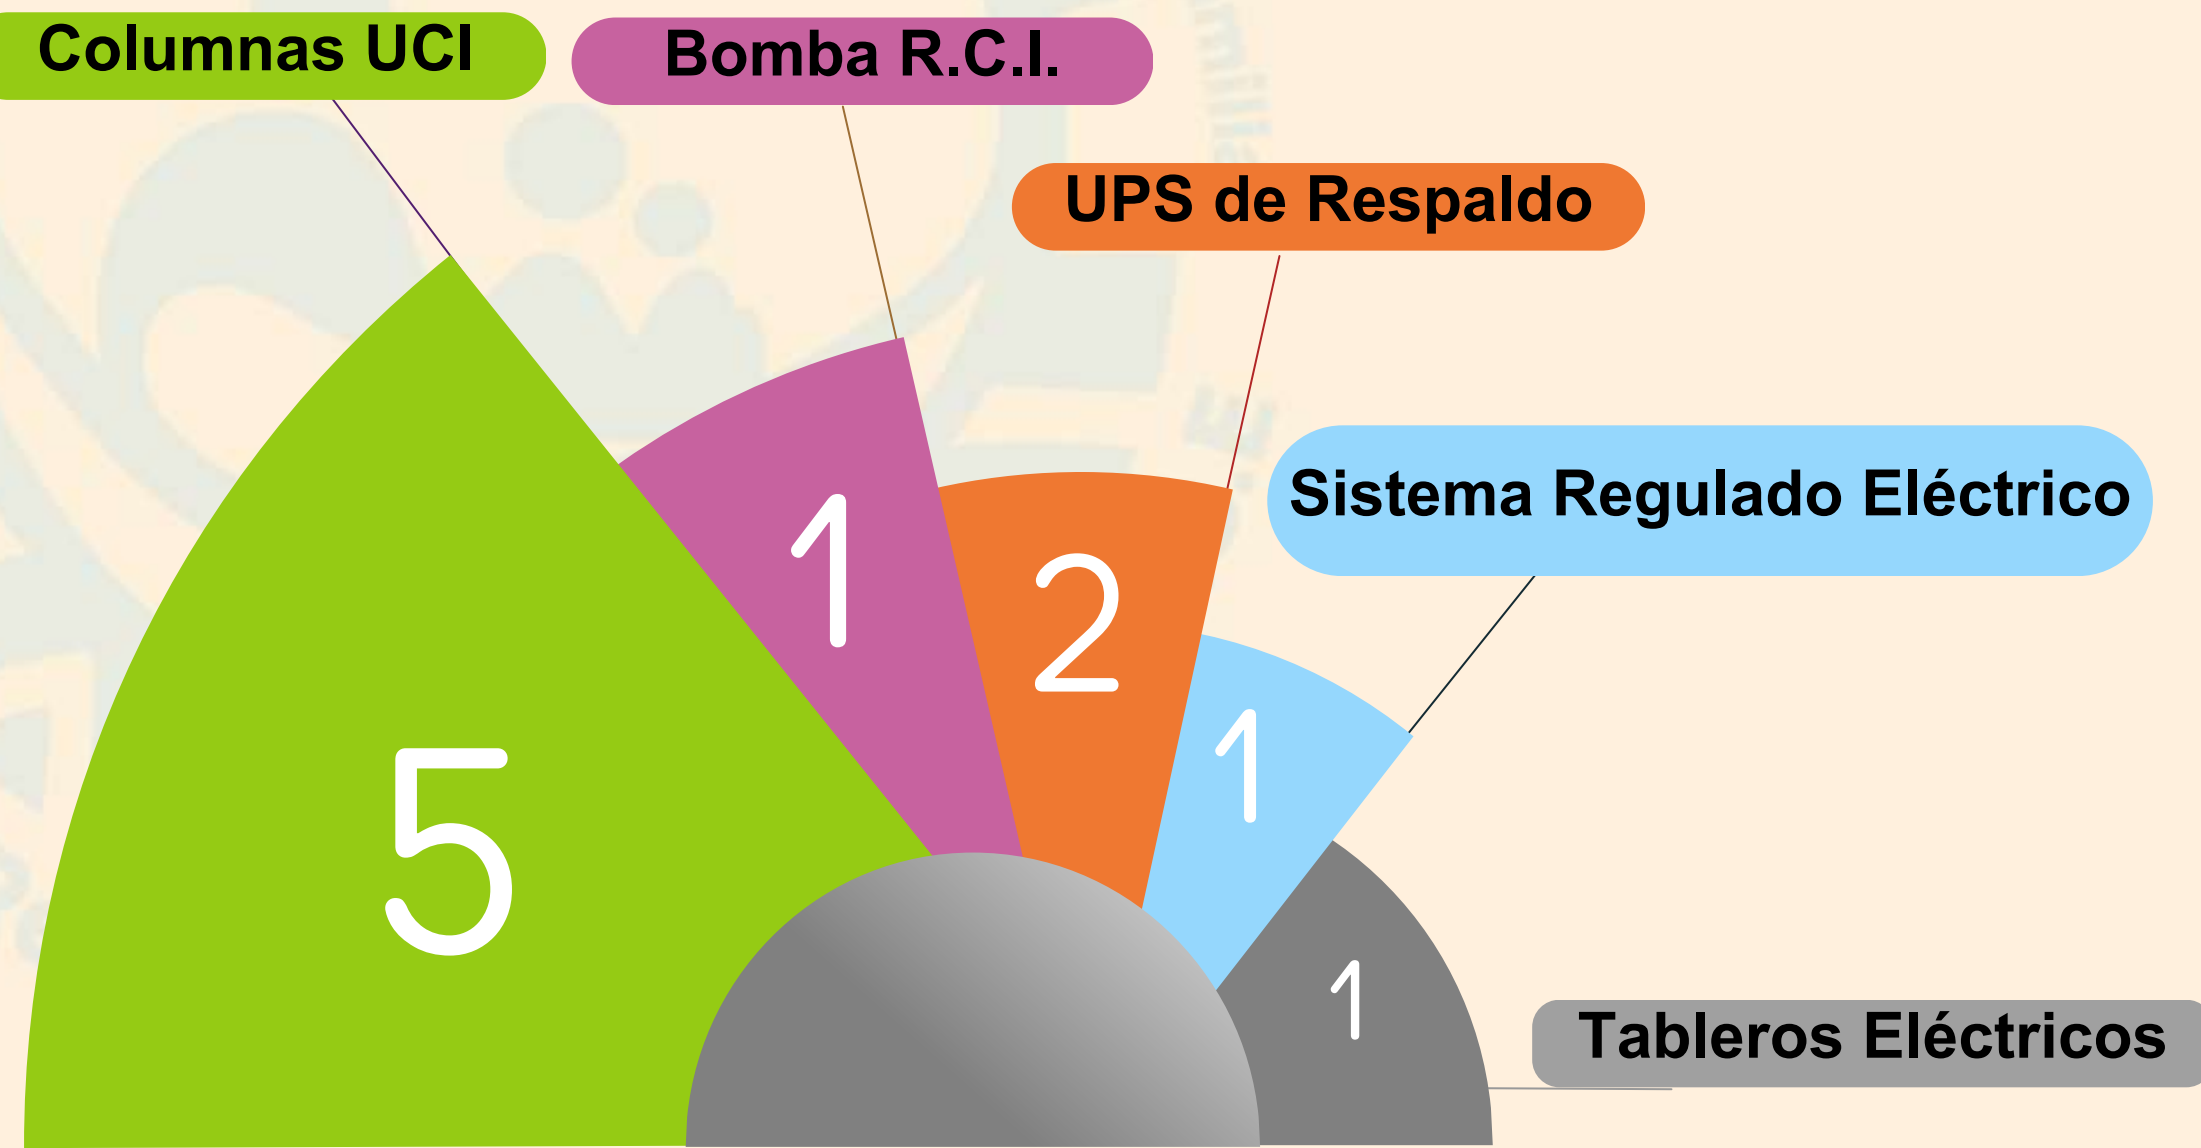 Columnas UCI
Bomba R.C.I.
UPS de Respaldo
Sistema Regulado Eléctrico
1
2
1
5
1
Tableros Eléctricos